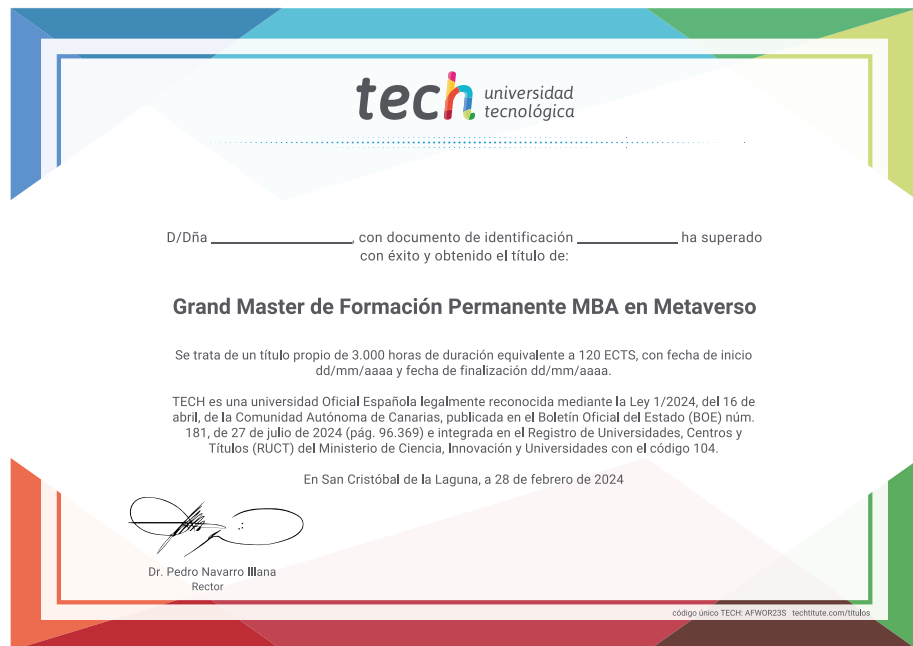 tech universidad
tecnológica
D/Dña ____________________, con documento de identificación ______________ ha superado
con éxito y obtenido el título de:
Grand Master de Formación Permanente MBA en Metaverso
Se trata de un título propio de 3.000 horas de duración equivalente a 120 ECTS, con fecha de inicio
dd/mm/aaaa y fecha de finalización dd/mm/aaaa.
TECH es una universidad Oficial Española legalmente reconocida mediante la Ley 1/2024, del 16 de
abril, de la Comunidad Autónoma de Canarias, publicada en el Boletín Oficial del Estado (BOE) núm.
181, de 27 de julio de 2024 (pág. 96.369) e integrada en el Registro de Universidades, Centros y
Títulos (RUCT) del Ministerio de Ciencia, Innovación y Universidades con el código 104.
En San Cristóbal de la Laguna, a 28 de febrero de 2024
Dr. Pedro Navarro Illana
Rector
código único TECH: AFWOR23S techtitute.com/titulos